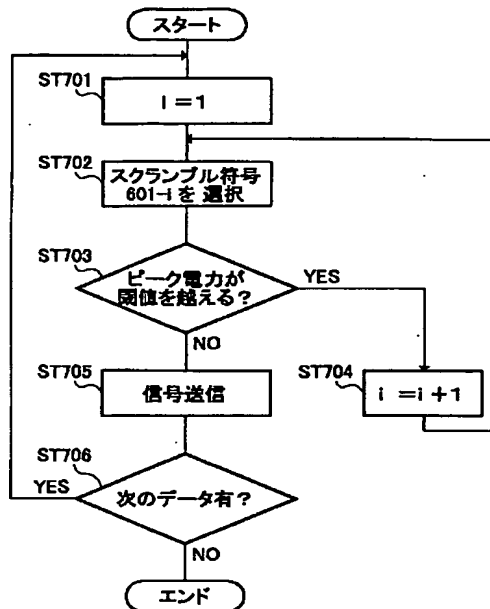 スタート
ST701
i=1
ST702
スクランブル符号
601-iを 選択
ST703
ピーク電力が
閾値を越える?
YES
NO
ST705
信号送信
ST704
i =i+1
ST706
YES
次のデータ有?
NO
エンド